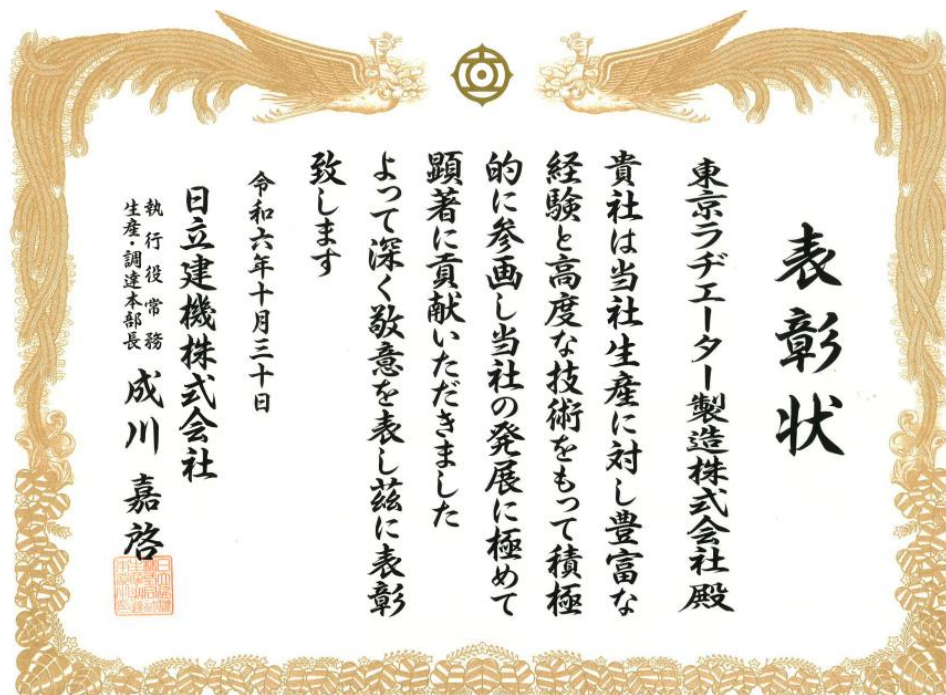 表彰状
東京ラヂエーター製造株式会社殿
貴社は当社生産に対し豊富な
経験と高度な技術をもって積極
的に参画し当社の発展に極めて
顕著に貢献いただきました
よって深く敬意を表し茲に表彰
致します
令和六年十月三十日
日立建機株式会社
執行役常務
生産・調達本部長
成川嘉啓